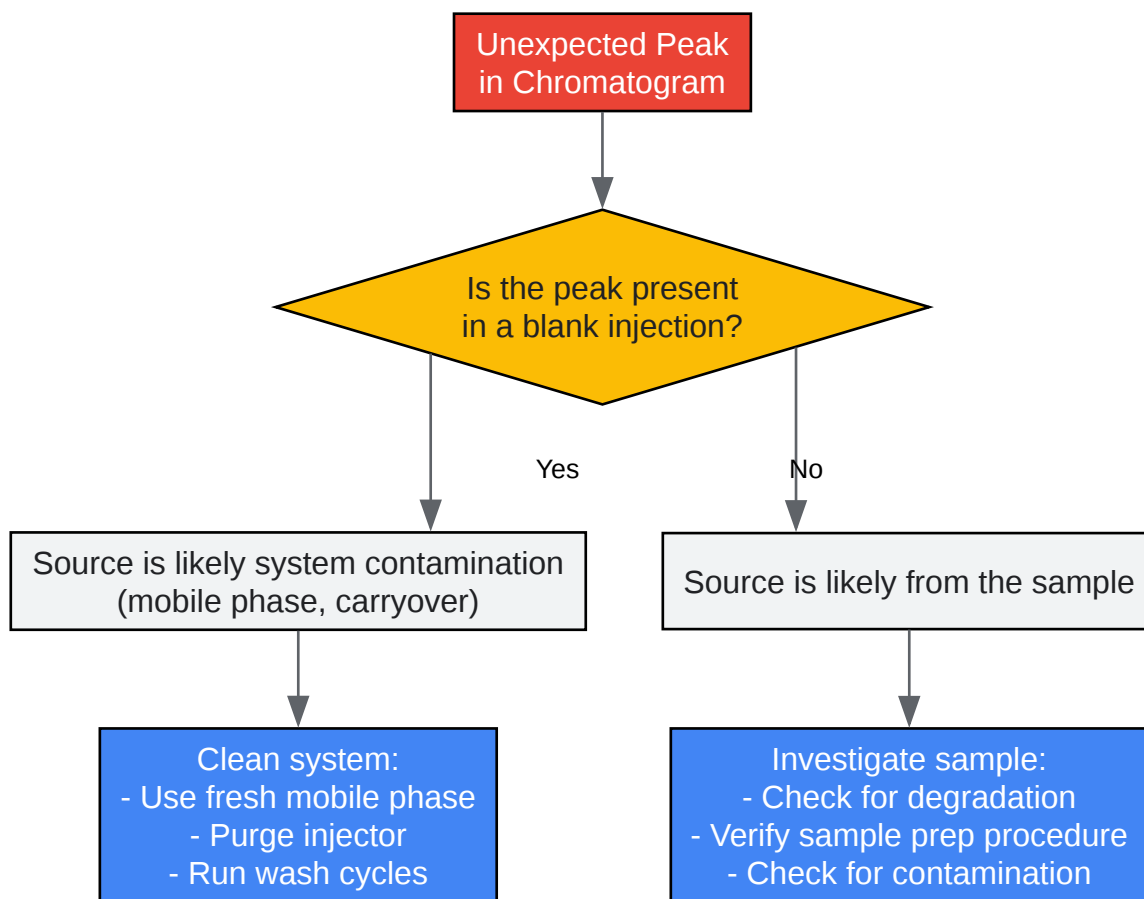 Unexpected Peak
in Chromatogram
Is the peak present
in a blank injection?
Yes
No
Source is likely system contamination
(mobile phase, carryover)
Source is likely from the sample
Clean system:
- Use fresh mobile phase
- Purge injector
- Run wash cycles
Investigate sample:
- Check for degradation
- Verify sample prep procedure
- Check for contamination